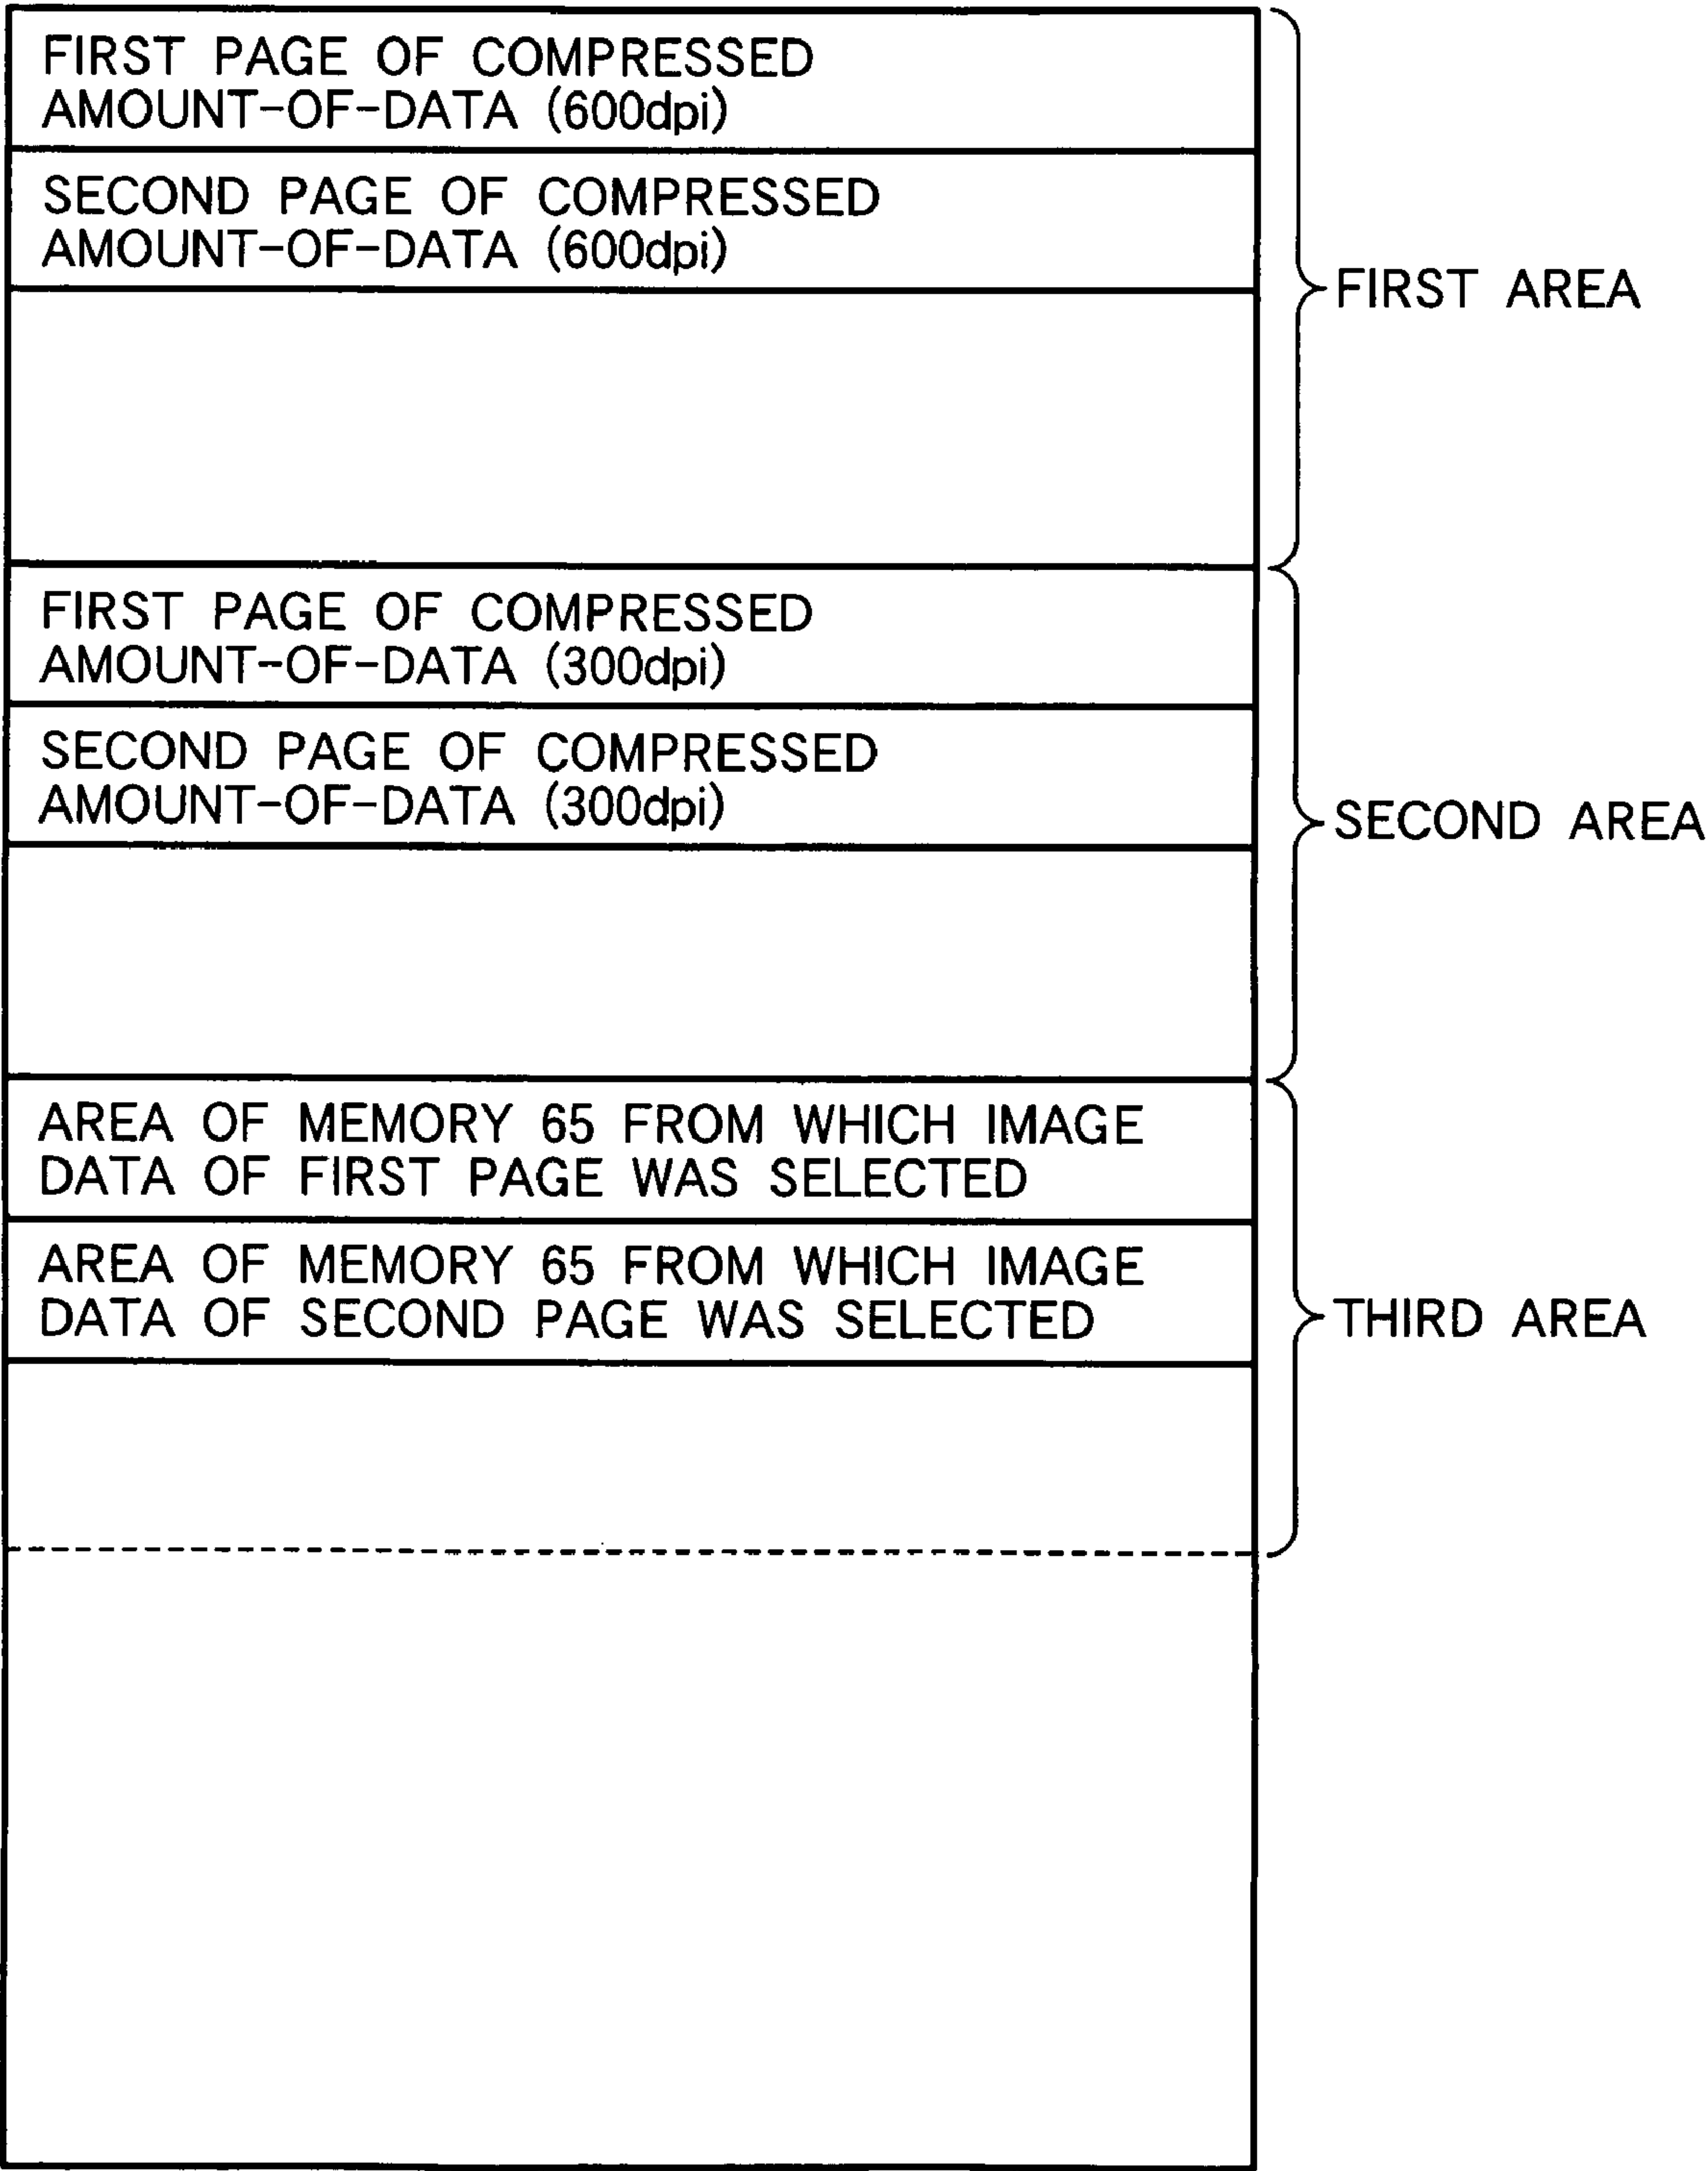 FIRST PAGE OF COMPRESSED
AMOUNT-OF-DATA (600dpi)
SECOND PAGE OF COMPRESSED
AMOUNT-OF-DATA (600dpi)
FIRST AREA
FIRST PAGE OF COMPRESSED
AMOUNT-OF-DATA (300dpi)
SECOND PAGE OF COMPRESSED
AMOUNT-OF-DATA (300dpi)
SECOND AREA
AREA OF MEMORY 65 FROM WHICH IMAGE
DATA OF FIRST PAGE WAS SELECTED
AREA OF MEMORY 65 FROM WHICH IMAGE
DATA OF SECOND PAGE WAS SELECTED
THIRD AREA